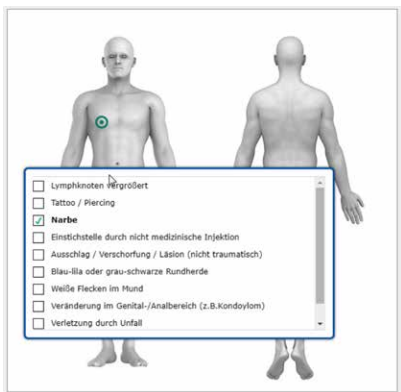 Lymphknoten vergrößert
Tattoo / Piercing
Narbe
Einstichstelle durch nicht medizinische Injektion
Ausschlag / Verschorfung / Läsion (nicht traumatisch)
Blau-lila oder grau-schwarze Rundherde
Weiße Flecken im Mund
Veränderung im Genital-/Analbereich (z.B.Kondoylom)
Verletzung durch Unfall